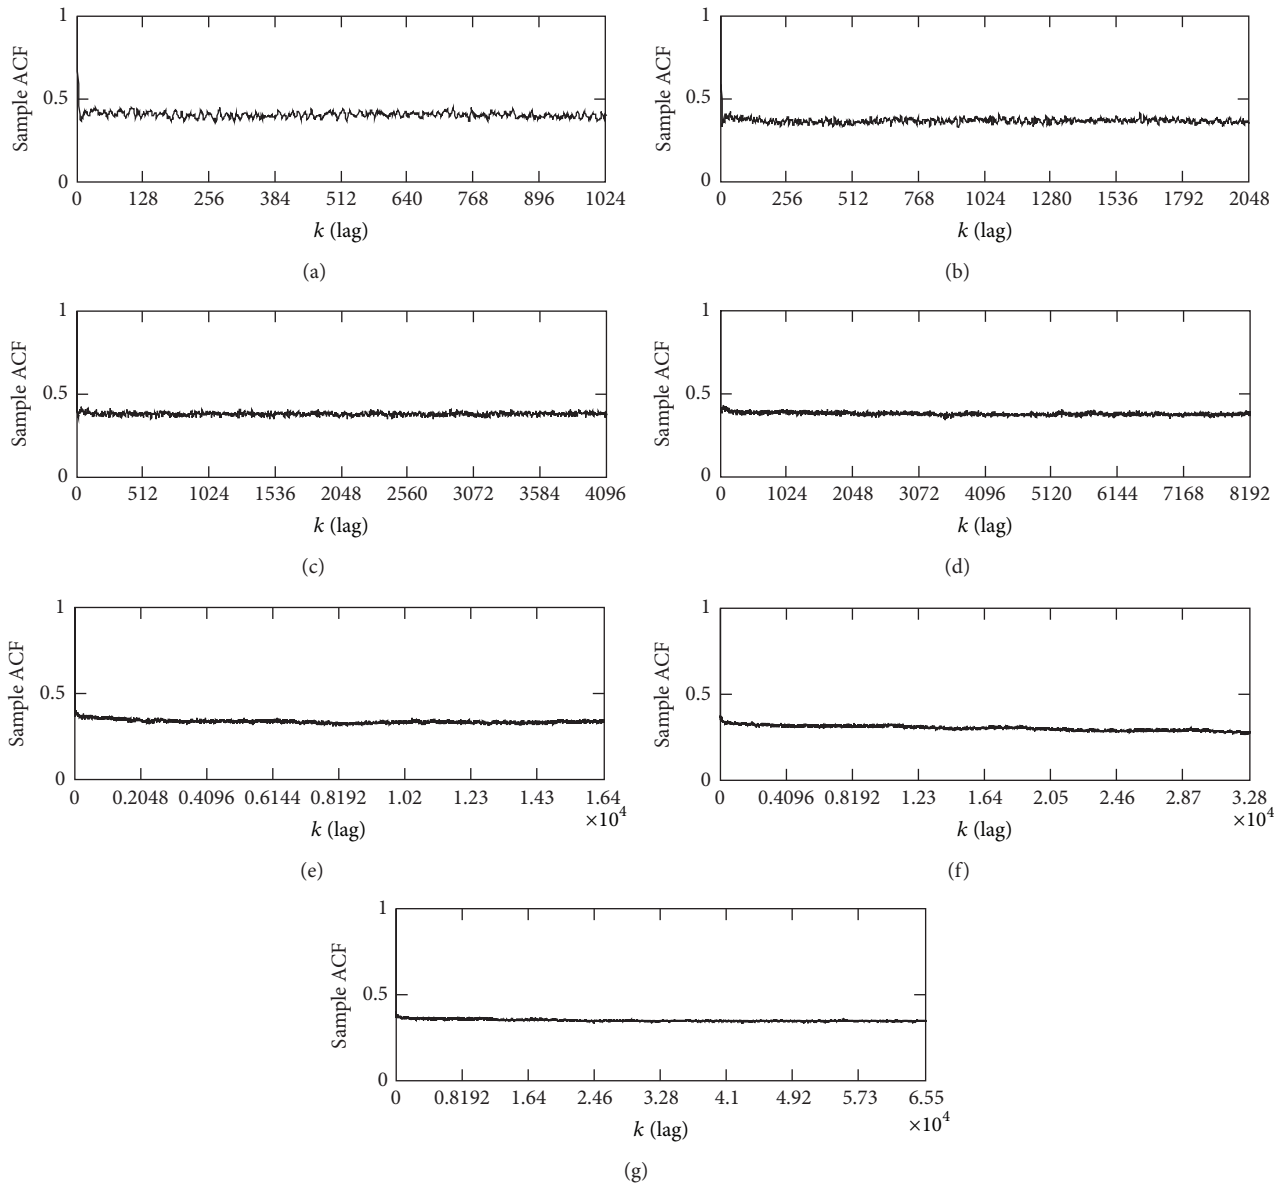 1
0.5
0
Sample ACF
0 128 256 384 512 640 768 896 1024
k (lag)
(a)
1
0.5
0
Sample ACF
0 256 512 768 1024 1280 1536 1792 2048
k (lag)
(b)
1
0.5
0
Sample ACF
0 512 1024 1536 2048 2560 3072 3584 4096
k (lag)
(c)
1
0.5
0
Sample ACF
0 1024 2048 3072 4096 5120 6144 7168 8192
k (lag)
(d)
1
0.5
0
Sample ACF
0 0.2048 0.4096 0.6144 0.8192 1.02 1.23 1.43 1.64
×10⁴
k (lag)
(e)
1
0.5
0
Sample ACF
0 0.4096 0.8192 1.23 1.64 2.05 2.46 2.87 3.28
×10⁴
k (lag)
(f)
1
0.5
0
Sample ACF
0 0.8192 1.64 2.46 3.28 4.1 4.92 5.73 6.55
×10⁴
k (lag)
(g)